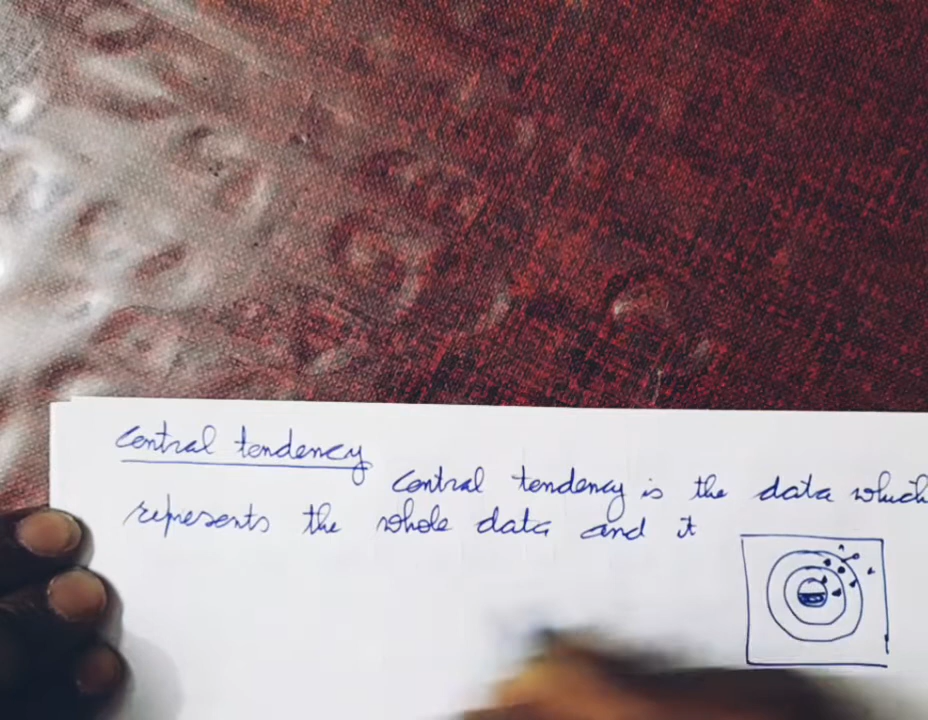 Central tendency
Central tendency is the data which
represents the whole data and it